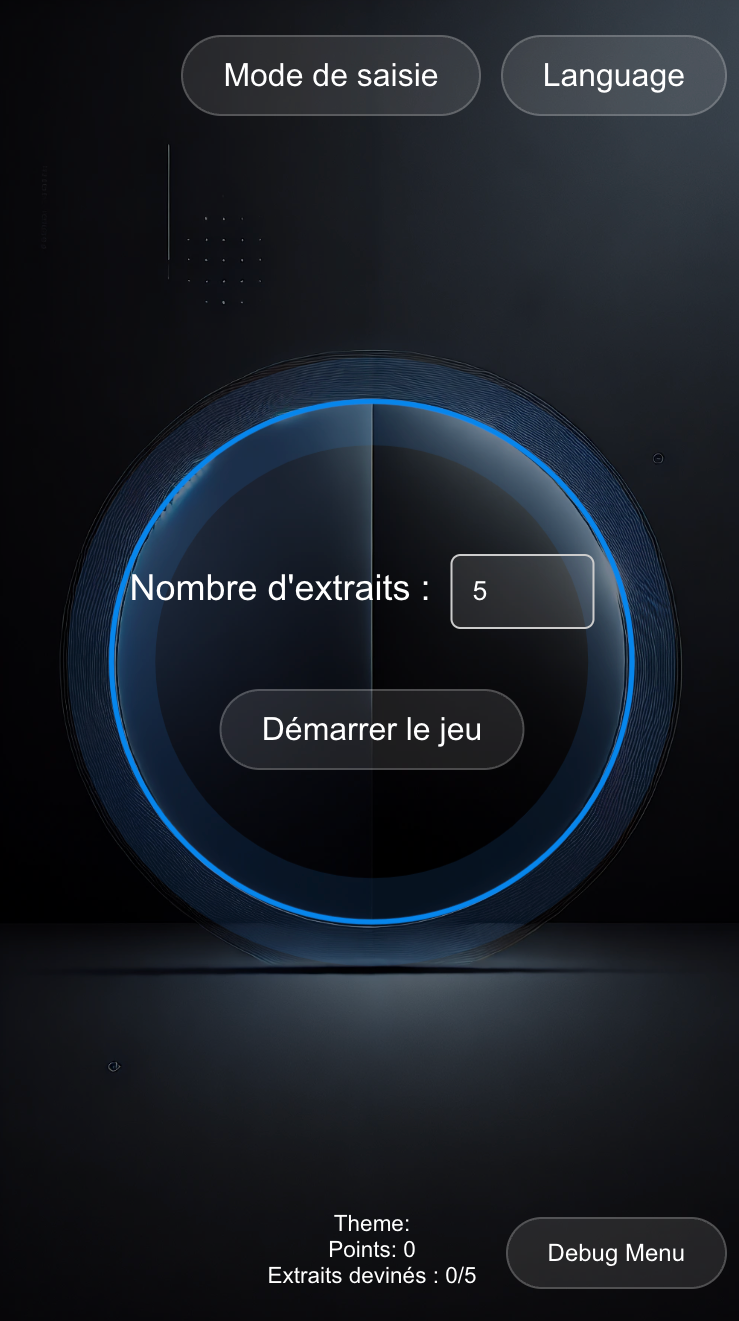 Mode de saisie
Language
Nombre d'extraits :
5
Démarrer le jeu
Theme:
Points: 0
Extraits devinés : 0/5
Debug Menu